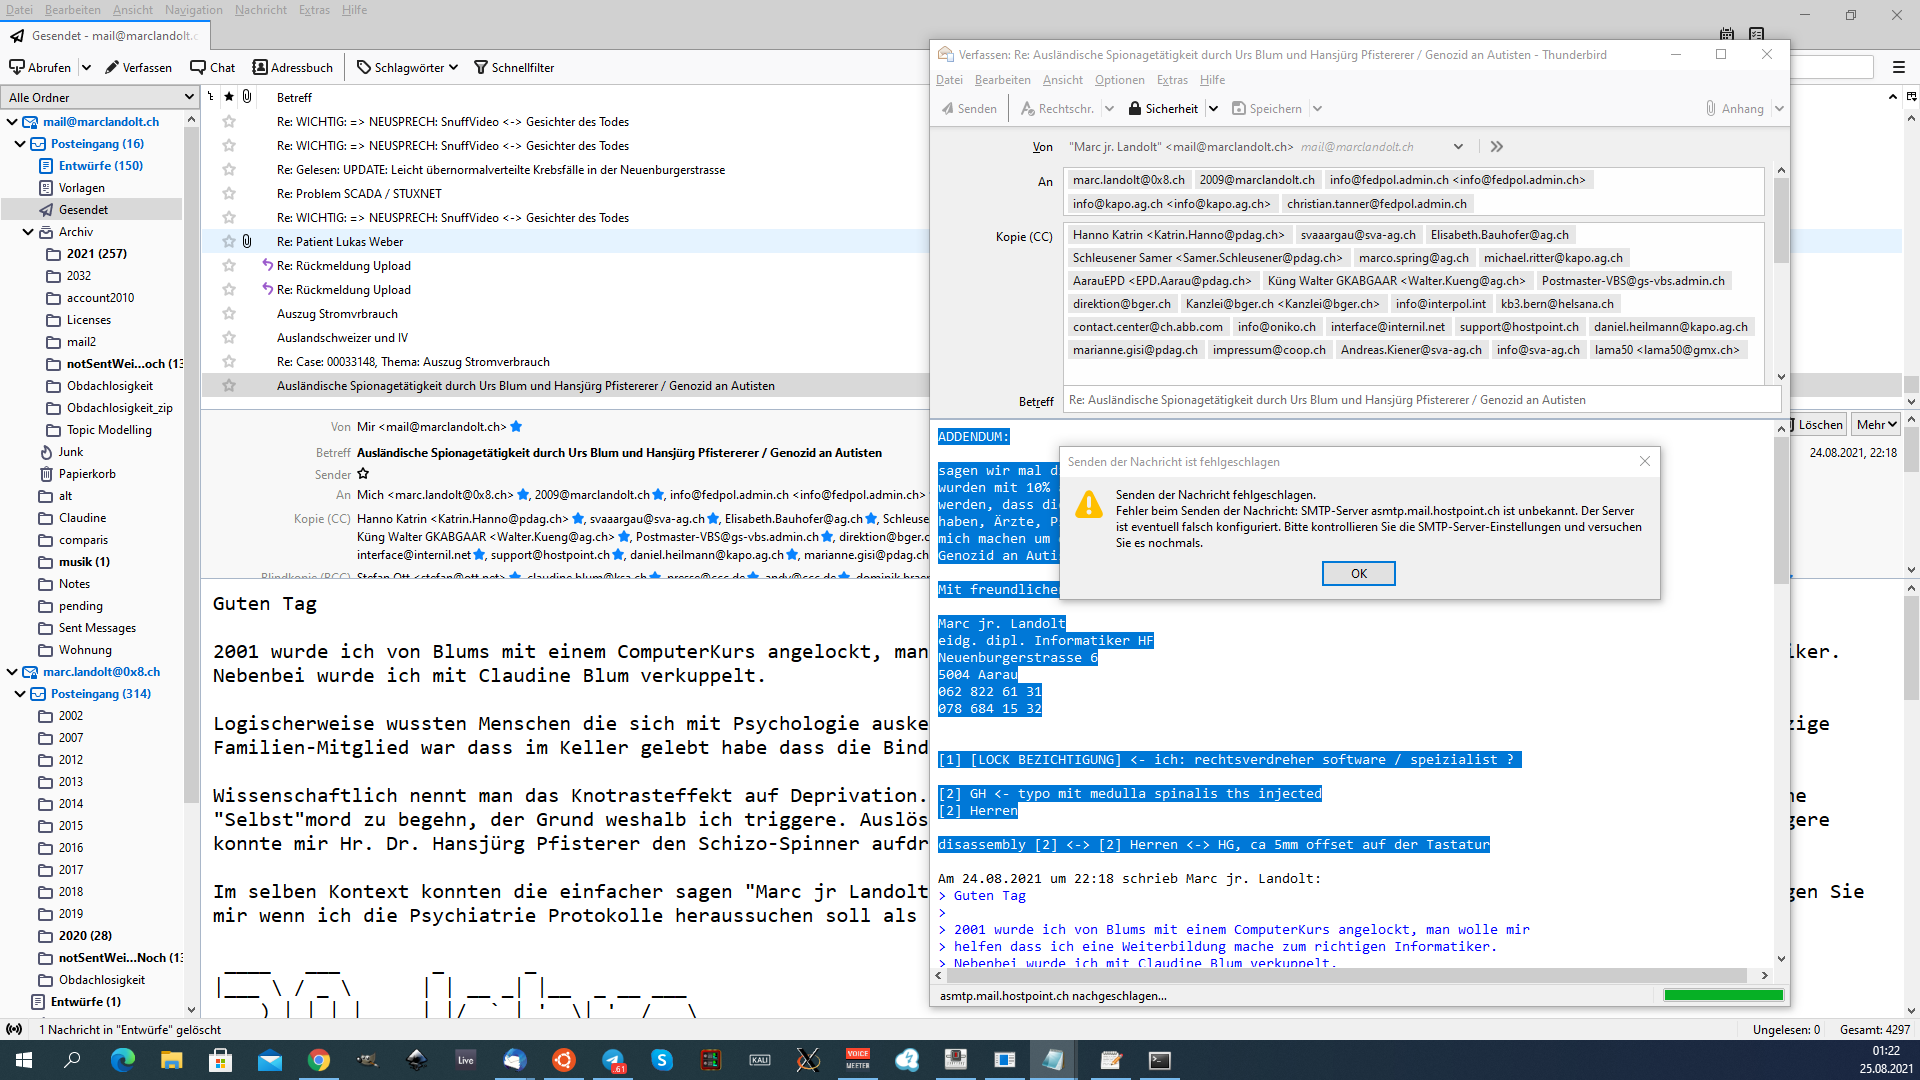 Datei Bearbeiten Ansicht Navigation Nachricht Extras Hilfe
Gesendet - mail@marclandolt.c
Abrufen Verfassen Chat Adressbuch Schlagwörter Schnellfilter
Alle Ordner
mail@marclandolt.ch
Posteingang (16)
Entwürfe (150)
Vorlagen
Gesendet
Archiv
2021 (257)
2032
account2010
Licenses
mail2
notSentWei...och (13
Obdachlosigkeit
Obdachlosigkeit_zip
Topic Modelling
Junk
Papierkorb
alt
Claudine
comparis
musik (1)
Notes
pending
Sent Messages
Wohnung
marc.landolt@0x8.ch
Posteingang (314)
2002
2007
2012
2013
2014
2015
2016
2017
2018
2019
2020 (28)
notSentWei...Noch (13
Obdachlosigkeit
Entwürfe (1)
Betreff
Re: WICHTIG: => NEUSPRECH: SnuffVideo <-> Gesichter des Todes
Re: WICHTIG: => NEUSPRECH: SnuffVideo <-> Gesichter des Todes
Re: Gelesen: UPDATE: Leicht übernormalverteilte Krebsfälle in der Neuenburgerstrasse
Re: Problem SCADA / STUXNET
Re: WICHTIG: => NEUSPRECH: SnuffVideo <-> Gesichter des Todes
Re: Patient Lukas Weber
Re: Rückmeldung Upload
Re: Rückmeldung Upload
Auszug Stromvrbrauch
Auslandschweizer und IV
Re: Case: 00033148, Thema: Auszug Stromverbrauch
Ausländische Spionagetätigkeit durch Urs Blum und Hansjürg Pfistererer / Genozid an Autisten
Von Mir <mail@marclandolt.ch>
Betreff Ausländische Spionagetätigkeit durch Urs Blum und Hansjürg Pfistererer / Genozid an Autisten
Sender
An Mich <marc.landolt@0x8.ch>, 2009@marclandolt.ch, info@fedpol.admin.ch <info@fedpol.admin.ch>
Kopie (CC) Hanno Katrin <Katrin.Hanno@pdag.ch>, svaaargau@sva-ag.ch, Elisabeth.Bauhofer@ag.ch, Schleus
Küng Walter GKABGAAR <Walter.Kueng@ag.ch>, Postmaster-VBS@gs-vbs.admin.ch, direktion@bger.c
interface@internil.net, support@hostpoint.ch, daniel.heilmann@kapo.ag.ch, marianne.gisi@pdag.ch
Blindkopie (BCC) Stefan Ott <stefan@ott.net>, claudine.blum@ksa.ch, presse@ccc.de, andy@ccc.de
Löschen Mehr
24.08.2021, 22:18
Guten Tag
2001 wurde ich von Blums mit einem ComputerKurs angelockt, man
iker.
Nebenbei wurde ich mit Claudine Blum verkuppelt.
Logischerweise wussten Menschen die sich mit Psychologie auske
zige
Familien-Mitglied war dass im Keller gelebt habe dass die Bind
Wissenschaftlich nennt man das Knotrasteffekt auf Deprivation.
he
"Selbst"mord zu begehn, der Grund weshalb ich triggere. Auslös
gere
konnte mir Hr. Dr. Hansjürg Pfisterer den Schizo-Spinner aufdr
Im selben Kontext konnten die einfacher sagen "Marc jr Landolt
gen Sie
mir wenn ich die Psychiatrie Protokolle heraussuchen soll als
Verfassen: Re: Ausländische Spionagetätigkeit durch Urs Blum und Hansjürg Pfistererer / Genozid an Autisten - Thunderbird
Datei Bearbeiten Ansicht Optionen Extras Hilfe
Senden Rechtschr. Sicherheit Speichern Anhang
Von "Marc jr. Landolt" <mail@marclandolt.ch> mail@marclandolt.ch
An marc.landolt@0x8.ch 2009@marclandolt.ch info@fedpol.admin.ch <info@fedpol.admin.ch>
info@kapo.ag.ch <info@kapo.ag.ch> christian.tanner@fedpol.admin.ch
Kopie (CC) Hanno Katrin <Katrin.Hanno@pdag.ch> svaaargau@sva-ag.ch Elisabeth.Bauhofer@ag.ch
Schleusener Samer <Samer.Schleusener@pdag.ch> marco.spring@ag.ch michael.ritter@kapo.ag.ch
AarauEPD <EPD.Aarau@pdag.ch> Küng Walter GKABGAAR <Walter.Kueng@ag.ch> Postmaster-VBS@gs-vbs.admin.ch
direktion@bger.ch Kanzlei@bger.ch <Kanzlei@bger.ch> info@interpol.int kb3.bern@helsana.ch
contact.center@ch.abb.com info@oniko.ch interface@internil.net support@hostpoint.ch daniel.heilmann@kapo.ag.ch
marianne.gisi@pdag.ch impressum@coop.ch Andreas.Kiener@sva-ag.ch info@sva-ag.ch lama50 <lama50@gmx.ch>
Betreff Re: Ausländische Spionagetätigkeit durch Urs Blum und Hansjürg Pfistererer / Genozid an Autisten
ADDENDUM:
sagen wir mal d
wurden mit 10%
werden, dass die
haben, Ärzte, P
mich machen um
Genozid an Auti
Mit freundliche
Marc jr. Landolt
eidg. dipl. Informatiker HF
Neuenburgerstrasse 6
5004 Aarau
062 822 61 31
078 684 15 32
[1] [LOCK BEZICHTIGUNG] <- ich: rechtsverdreher software / speizialist ?
[2] GH <- typo mit medulla spinalis ths injected
[2] Herren
disassembly [2] <-> [2] Herren <-> HG, ca 5mm offset auf der Tastatur
Am 24.08.2021 um 22:18 schrieb Marc jr. Landolt:
> Guten Tag
>
> 2001 wurde ich von Blums mit einem ComputerKurs angelockt, man wolle mir
> helfen dass ich eine Weiterbildung mache zum richtigen Informatiker.
> Nebenbei wurde ich mit Claudine Blum verkuppelt.
asmtp.mail.hostpoint.ch nachgeschlagen...
Senden der Nachricht ist fehlgeschlagen
Senden der Nachricht fehlgeschlagen.
Fehler beim Senden der Nachricht: SMTP-Server asmtp.mail.hostpoint.ch ist unbekannt. Der Server
ist eventuell falsch konfiguriert. Bitte kontrollieren Sie die SMTP-Server-Einstellungen und versuchen
Sie es nochmals.
OK
1 Nachricht in "Entwürfe" gelöscht
Ungelesen: 0 Gesamt: 4297
Live
.61
KALI
VOICE
MEETER
01:22
25.08.2021